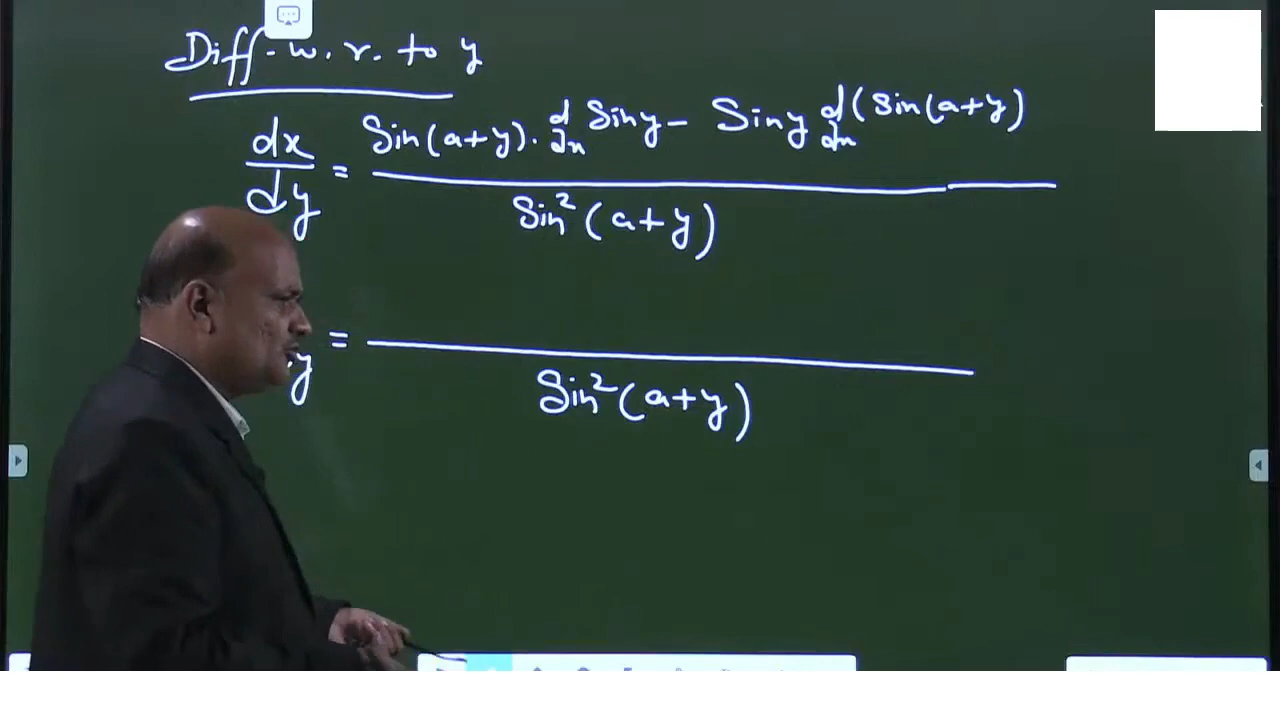 Diff. w. r. to y
dx/dy = Sin(a+y). d/dx Sin y - Sin y d/dx (Sin(a+y) / Sin²(a+y)
y = / Sin²(a+y)